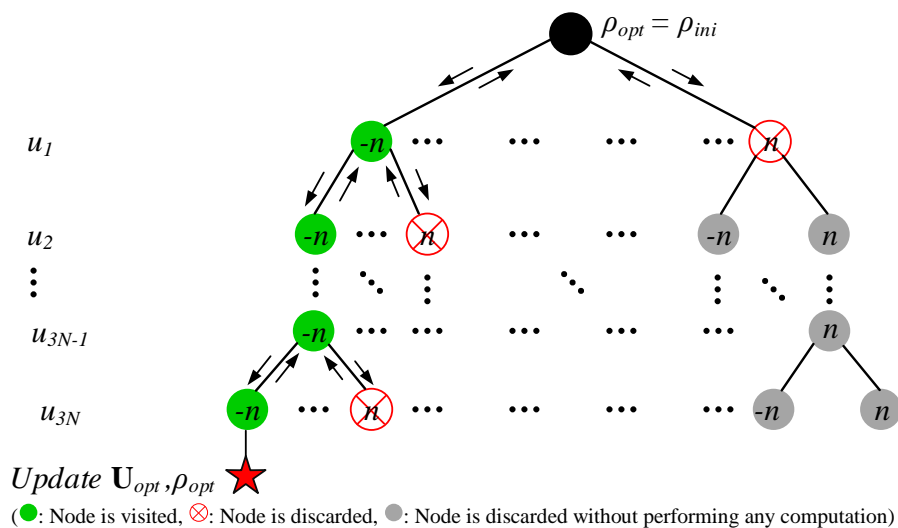 ρopt = ρini
u1 -n ··· ··· ··· ··· n
u2 -n ··· n ··· ··· -n n
⋮ ⋮ ⋱ ⋮ ⋱ ⋮ ⋱ ⋮
u3N-1 -n ··· ··· ··· ··· ··· n
u3N -n ··· n ··· ··· ··· ··· -n n
Update Uopt,ρopt
(●: Node is visited, ⊗: Node is discarded, ●: Node is discarded without performing any computation)